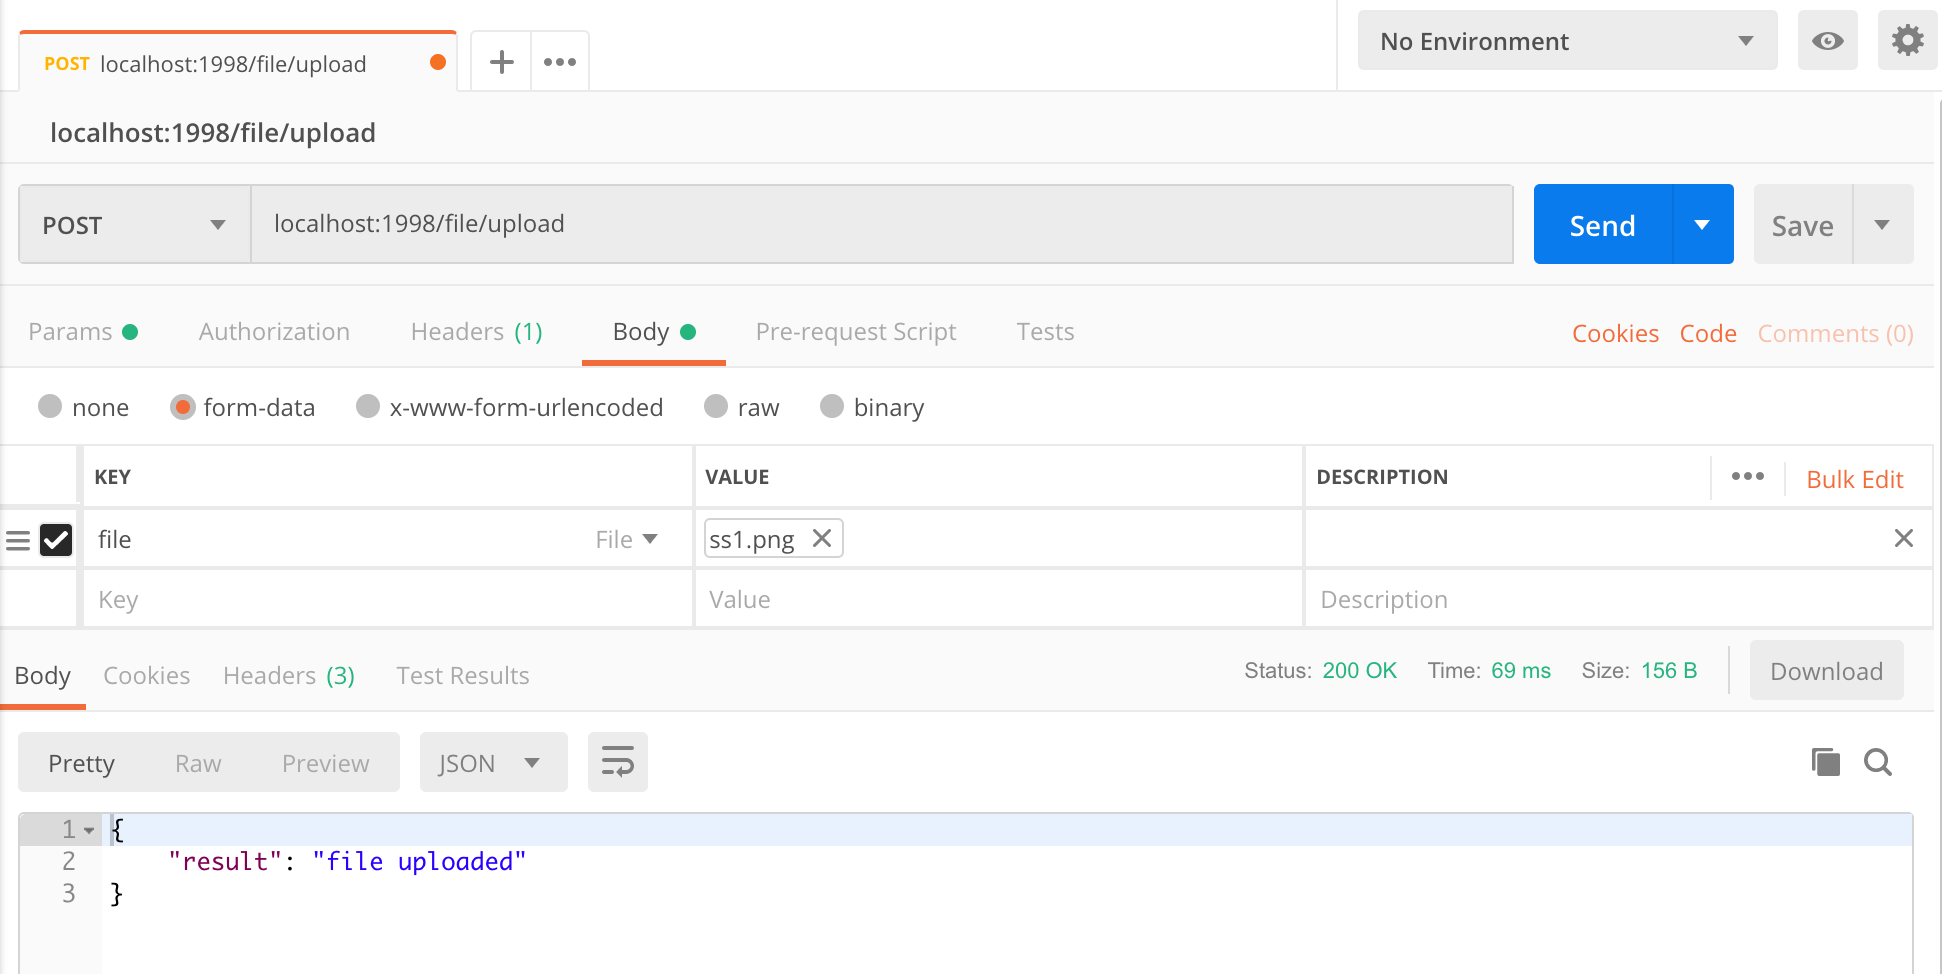 POST localhost:1998/file/upload
No Environment
localhost:1998/file/upload
POST localhost:1998/file/upload Send Save
Params Authorization Headers (1) Body Pre-request Script Tests Cookies Code Comments (0)
none form-data x-www-form-urlencoded raw binary
KEY VALUE DESCRIPTION Bulk Edit
file File ss1.png
Key Value Description
Body Cookies Headers (3) Test Results Status: 200 OK Time: 69 ms Size: 156 B Download
Pretty Raw Preview JSON
1 {
2 "result": "file uploaded"
3 }